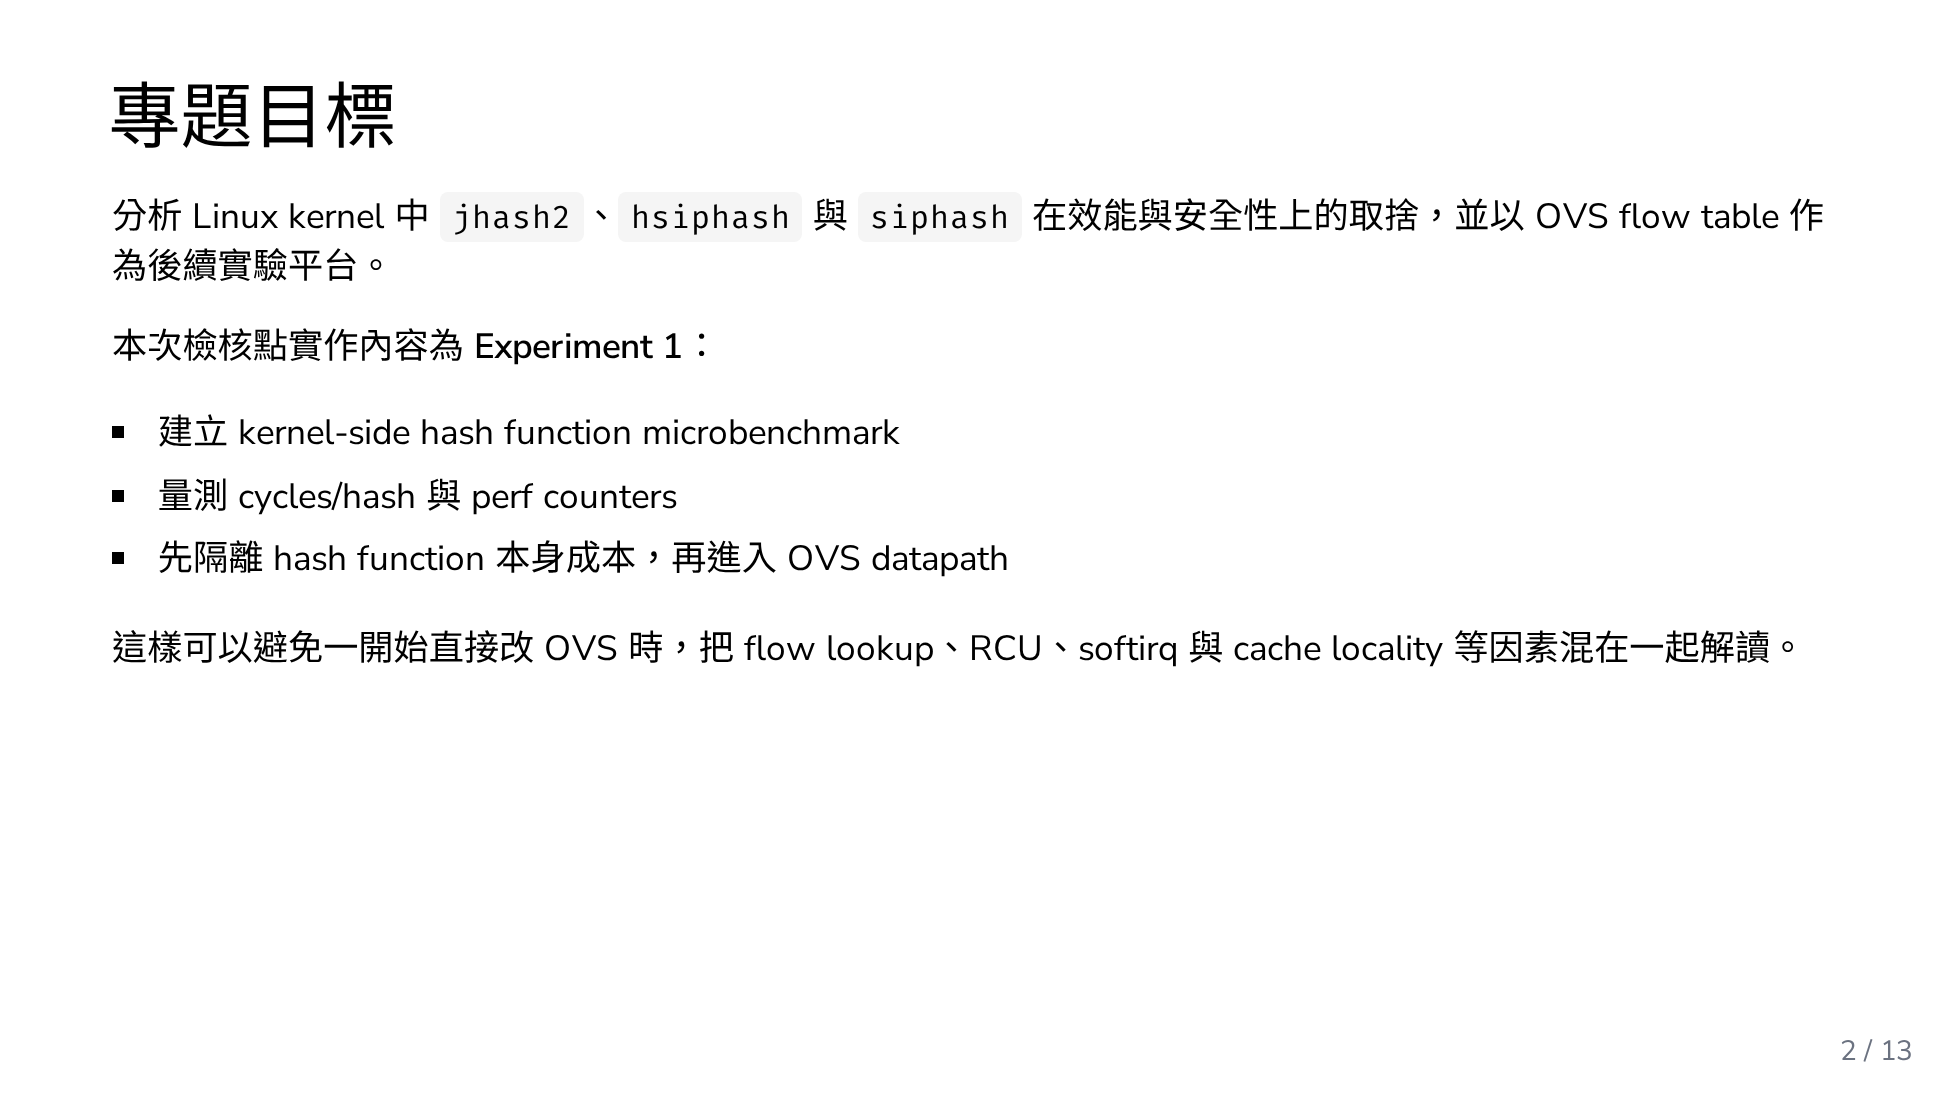 專題目標
分析 Linux kernel 中 jhash2、hsiphash 與 siphash 在效能與安全性上的取捨，並以 OVS flow table 作
為後續實驗平台。
本次檢核點實作內容為 Experiment 1：
▪ 建立 kernel-side hash function microbenchmark
▪ 量測 cycles/hash 與 perf counters
▪ 先隔離 hash function 本身成本，再進入 OVS datapath
這樣可以避免一開始直接改 OVS 時，把 flow lookup、RCU、softirq 與 cache locality 等因素混在一起解讀。
2 / 13